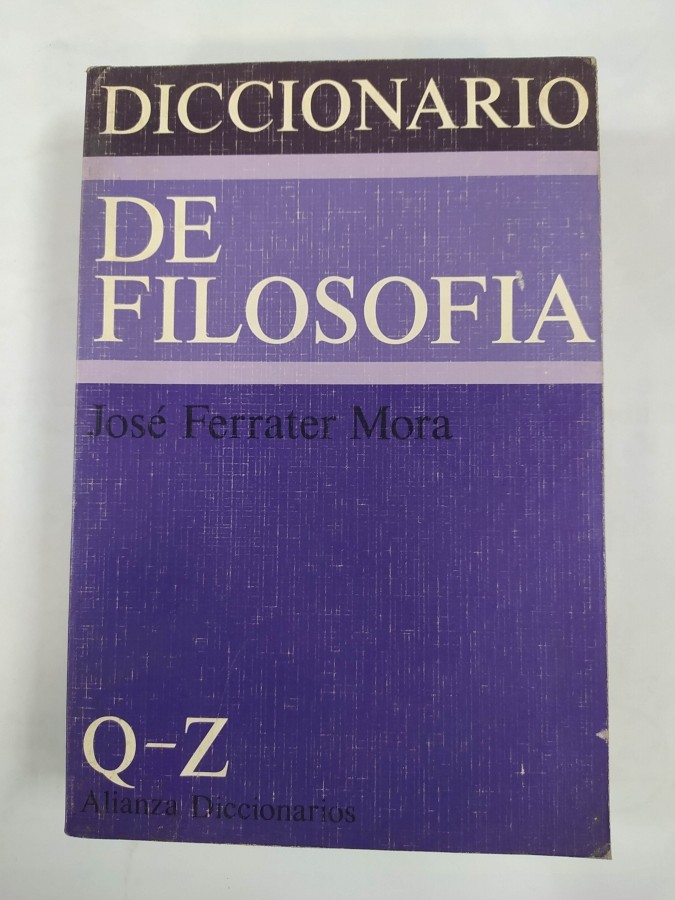 DICCIONARIO
DE
FILOSOFIA
José Ferrater Mora
Q-Z
Alianza Diccionarios